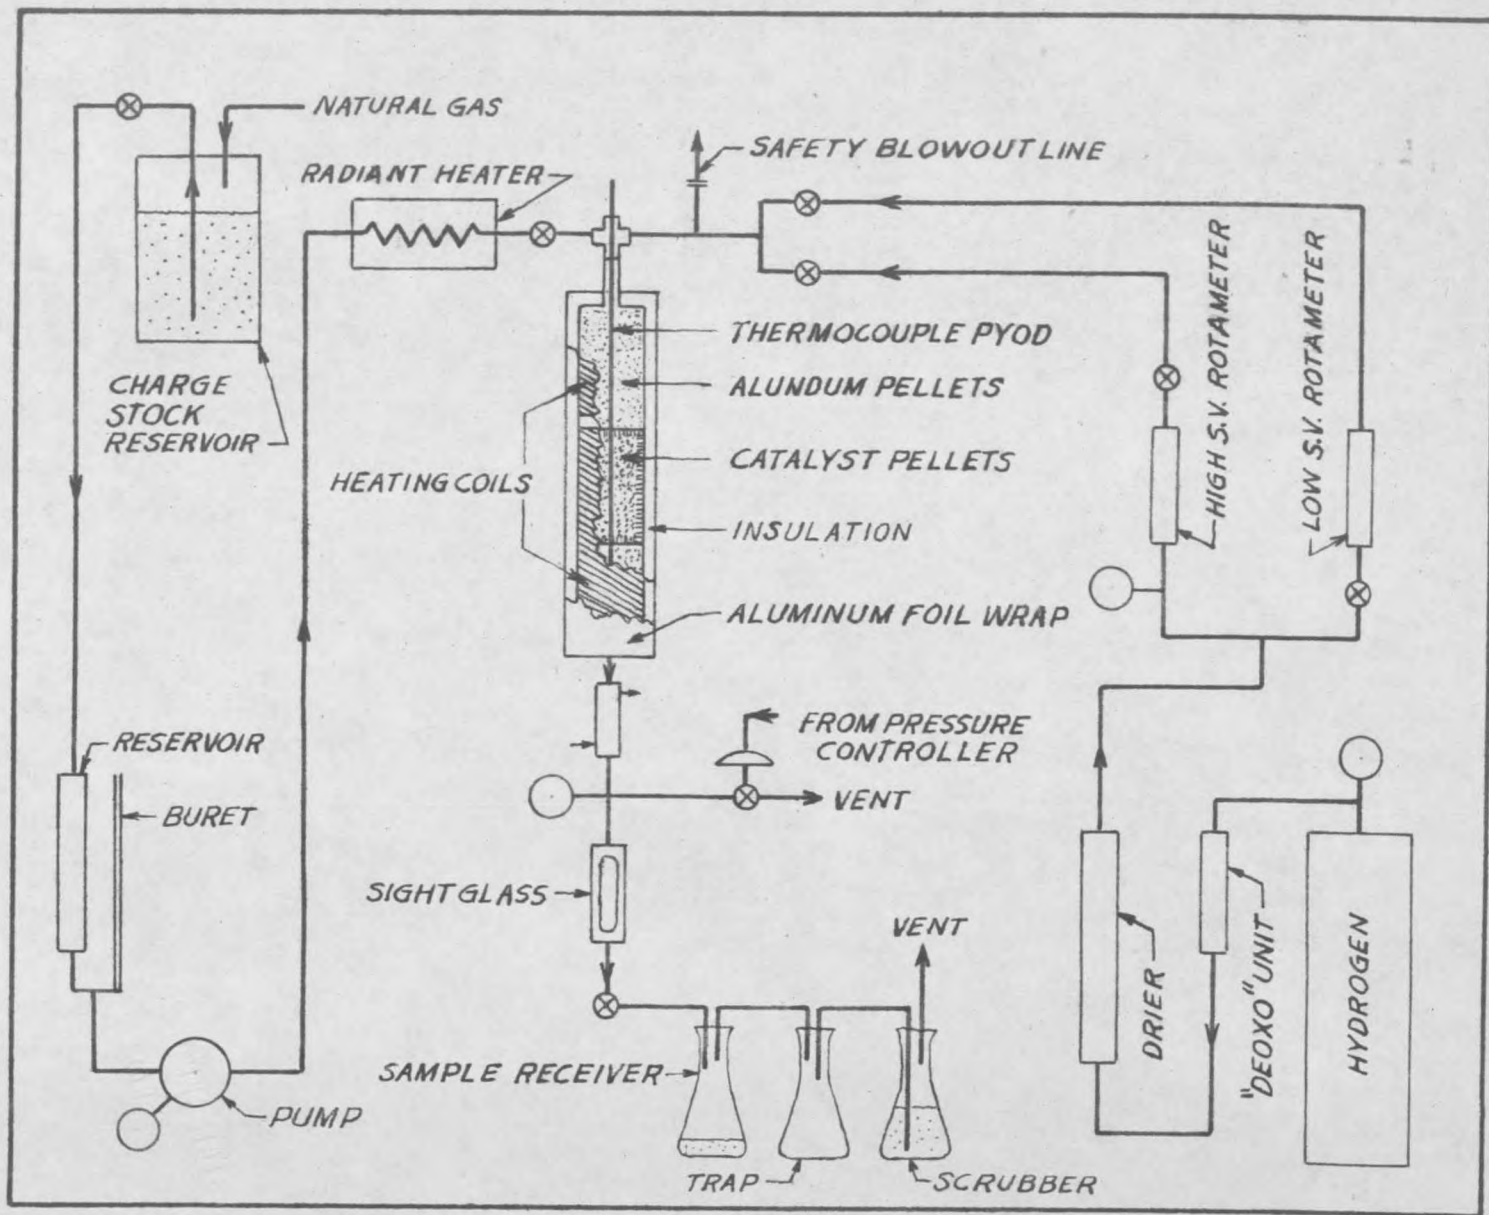 NATURAL GAS
SAFETY BLOWOUT LINE
RADIANT HEATER
HIGH S.V. ROTAMETER
LOW S.V. ROTAMETER
THERMOCOUPLE PYOD
CHARGE
STOCK
RESERVOIR
ALUNDUM PELLETS
HEATING COILS
CATALYST PELLETS
INSULATION
ALUMINUM FOIL WRAP
RESERVOIR
FROM PRESSURE
CONTROLLER
BURET
VENT
SIGHT GLASS
VENT
DRIER
"DEOXO" UNIT
HYDROGEN
SAMPLE RECEIVER
PUMP
TRAP
SCRUBBER